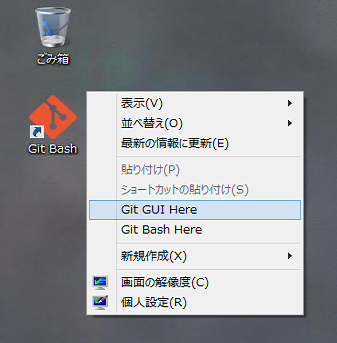 ごみ箱
Git Bash
表示(V)
並べ替え(O)
最新の情報に更新(E)
貼り付け(P)
ショートカットの貼り付け(S)
Git GUI Here
Git Bash Here
新規作成(X)
画面の解像度(C)
個人設定(R)